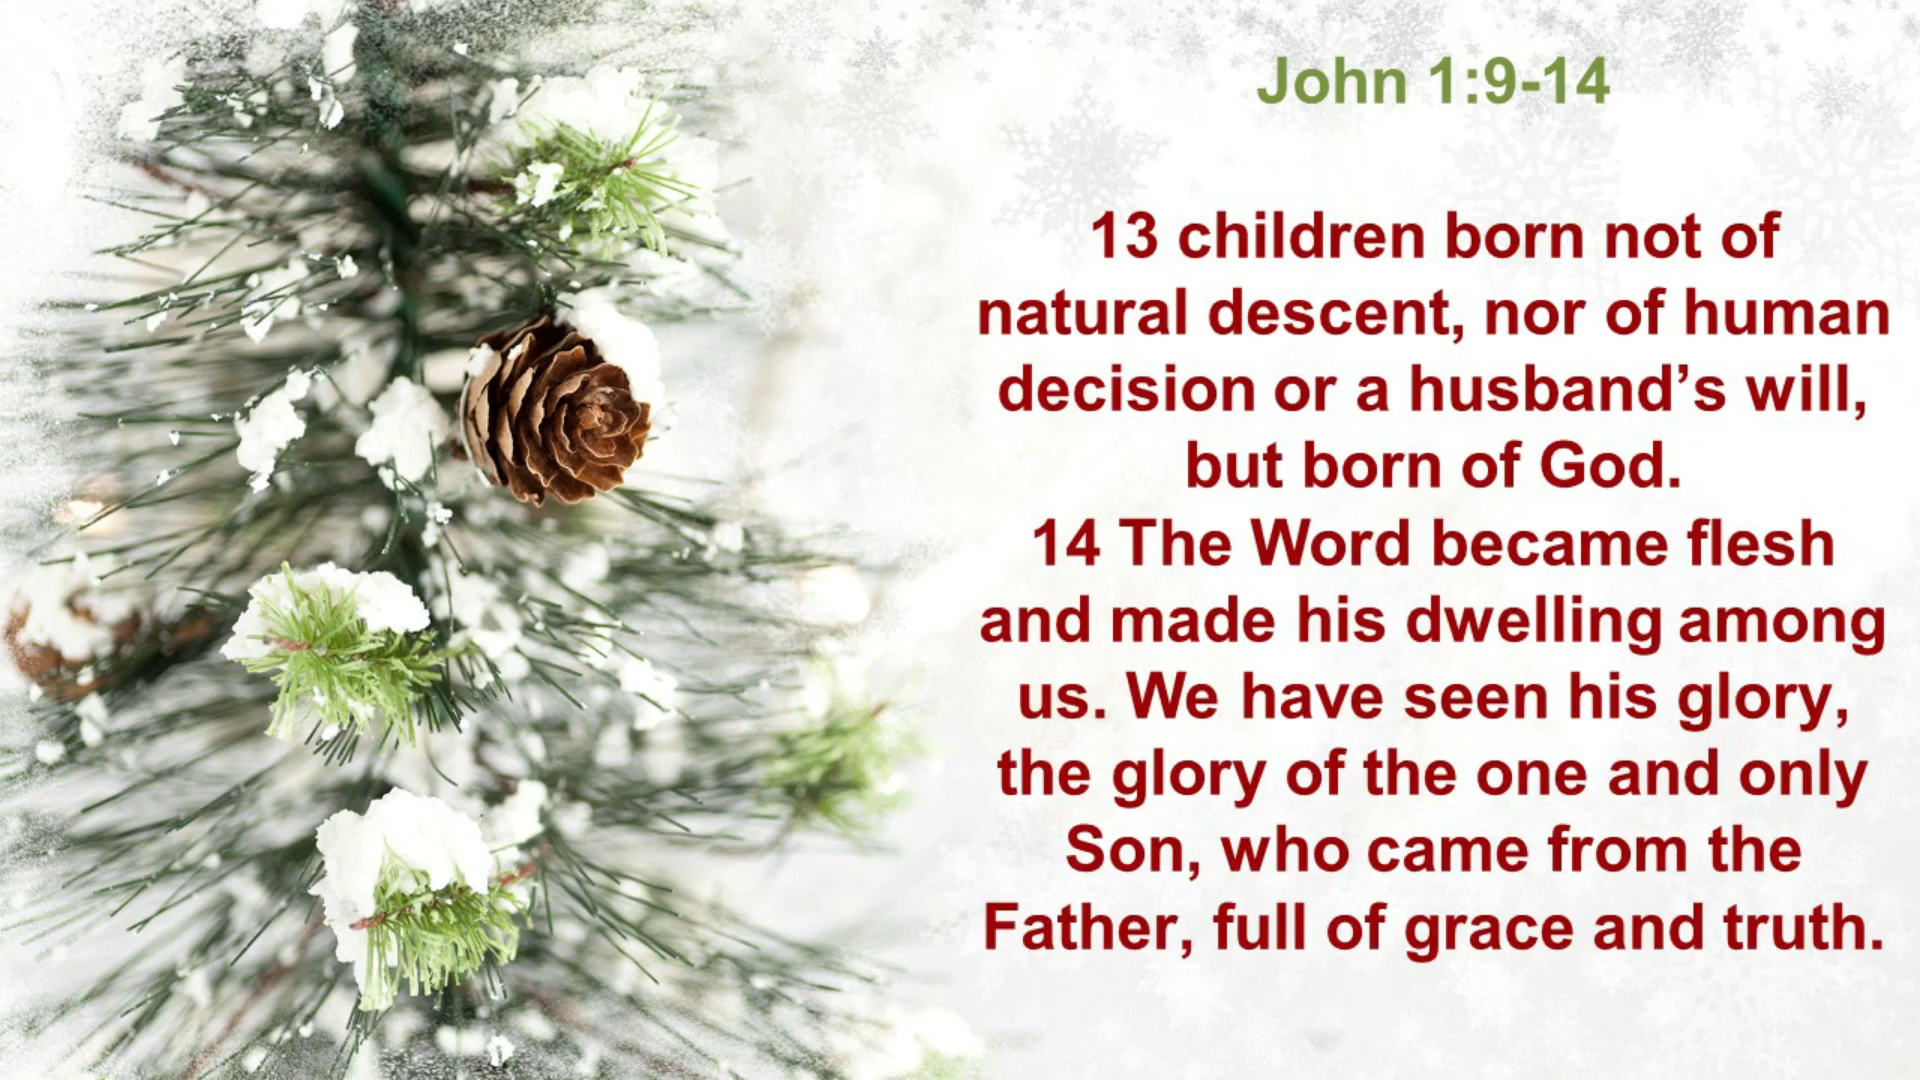 John 1:9-14
13 children born not of
natural descent, nor of human
decision or a husband’s will,
but born of God.
14 The Word became flesh
and made his dwelling among
us. We have seen his glory,
the glory of the one and only
Son, who came from the
Father, full of grace and truth.